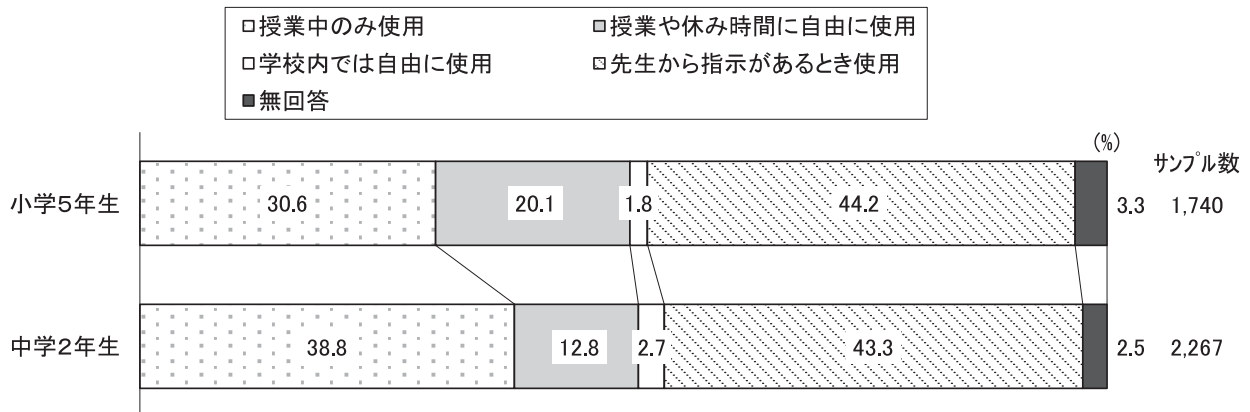 □授業中のみ使用 ■授業や休み時間に自由に使用
□学校内では自由に使用 ▧先生から指示があるとき使用
■無回答
(%)
サンプル数
小学5年生 30.6 20.1 1.8 44.2 3.3 1,740
中学2年生 38.8 12.8 2.7 43.3 2.5 2,267